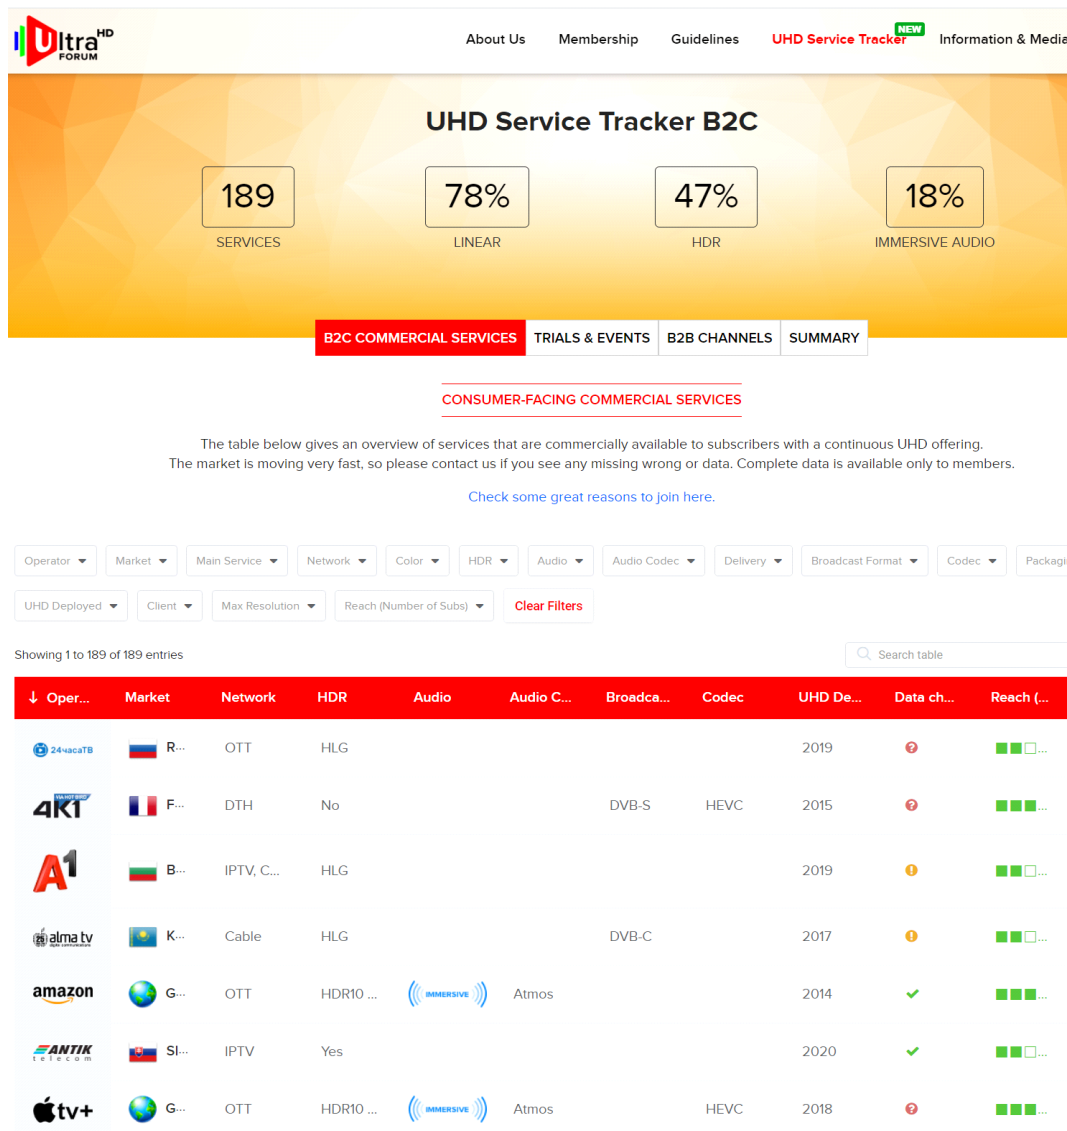 Ultra HD
FORUM
About Us Membership Guidelines UHD Service Tracker NEW Information & Media
UHD Service Tracker B2C
189 78% 47% 18%
SERVICES LINEAR HDR IMMERSIVE AUDIO
B2C COMMERCIAL SERVICES TRIALS & EVENTS B2B CHANNELS SUMMARY
CONSUMER-FACING COMMERCIAL SERVICES
The table below gives an overview of services that are commercially available to subscribers with a continuous UHD offering.
The market is moving very fast, so please contact us if you see any missing wrong or data. Complete data is available only to members.
Check some great reasons to join here.
Operator Market Main Service Network Color HDR Audio Audio Codec Delivery Broadcast Format Codec Packagi
UHD Deployed Client Max Resolution Reach (Number of Subs) Clear Filters
Showing 1 to 189 of 189 entries Search table
Oper... Market Network HDR Audio Audio C... Broadca... Codec UHD De... Data ch... Reach (...
24часаТВ R... OTT HLG 2019 ...
4K1 VIA HOT BIRD F... DTH No DVB-S HEVC 2015 ...
A1 B... IPTV, C... HLG 2019 ...
25 alma tv K... Cable HLG DVB-C 2017 ...
amazon G... OTT HDR10 ... IMMERSIVE Atmos 2014 ...
ANTIK telecom Sl... IPTV Yes 2020 ...
tv+ G... OTT HDR10 ... IMMERSIVE Atmos HEVC 2018 ...